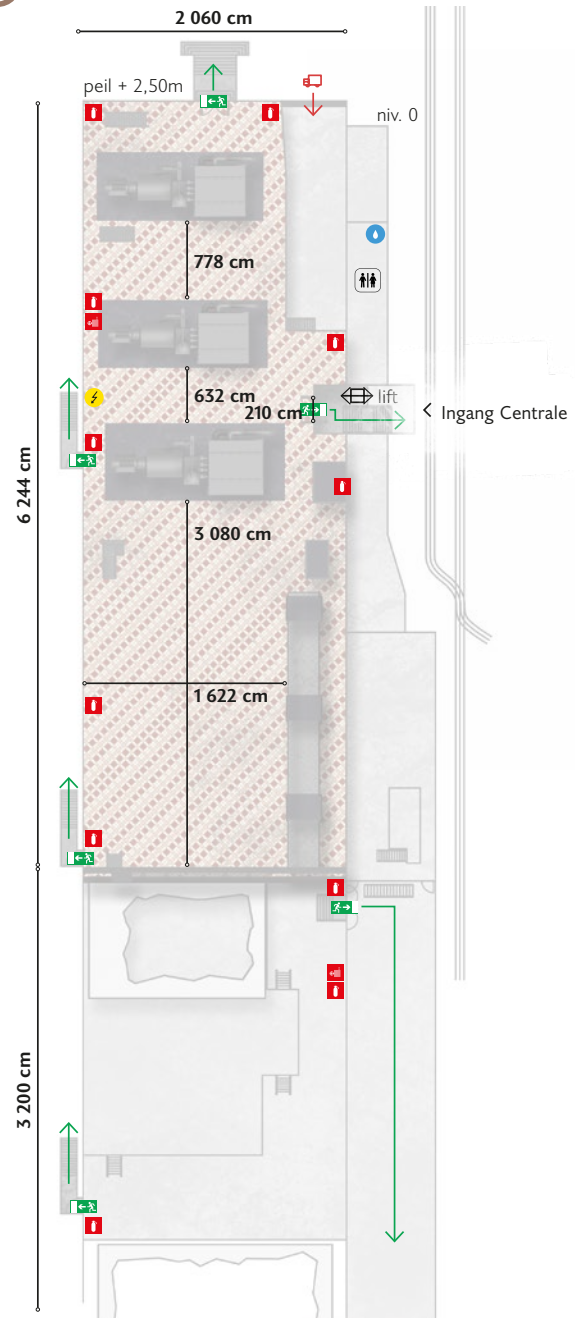 2 060 cm
peil + 2,50m
niv. 0
778 cm
632 cm
lift
210 cm
Ingang Centrale
6 244 cm
3 080 cm
1 622 cm
3 200 cm